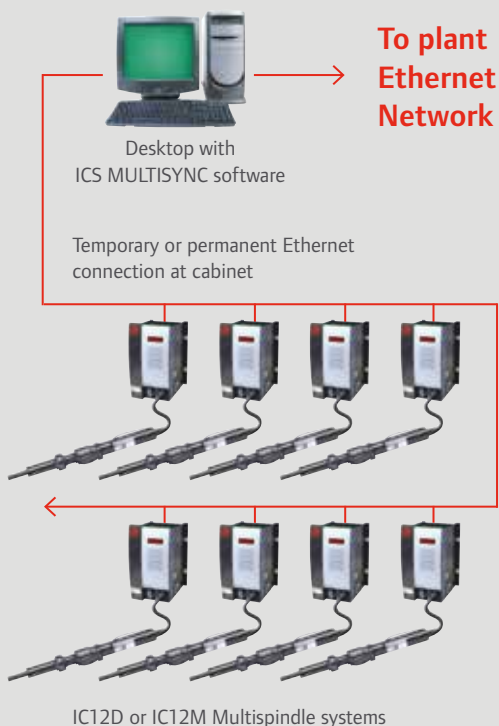 To plant
Ethernet
Network
Desktop with
ICS MULTISYNC software
Temporary or permanent Ethernet
connection at cabinet
IC12D or IC12M Multispindle systems